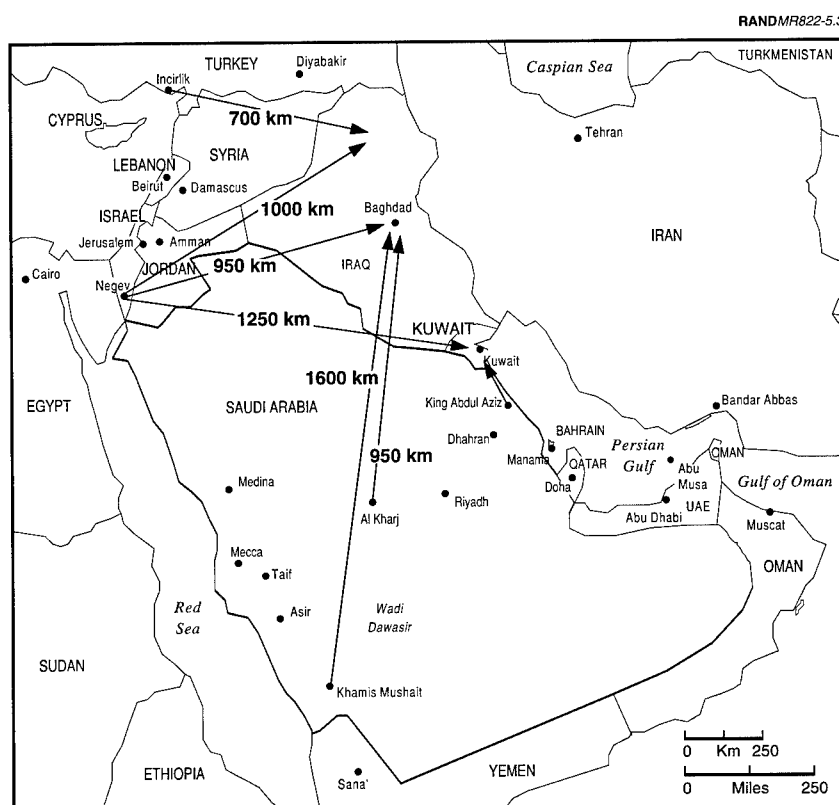 RANDMR822-5.3
TURKEY
Diyabakir
Caspian Sea
TURKMENISTAN
Incirlik
CYPRUS
700 km
Tehran
LEBANON
SYRIA
Beirut
Damascus
1000 km
Baghdad
ISRAEL
Jerusalem
Amman
IRAN
JORDAN
950 km
IRAQ
Cairo
Negev
1250 km
KUWAIT
Kuwait
1600 km
EGYPT
SAUDI ARABIA
King Abdul Aziz
Bandar Abbas
Dhahran
BAHRAIN
950 km
Manama
Persian
Gulf
OMAN
QATAR
Abu
Musa
Gulf of Oman
Medina
Riyadh
Doha
Al Kharj
UAE
Abu Dhabi
Muscat
Mecca
Taif
OMAN
Red
Sea
Asir
Wadi
Dawasir
SUDAN
Khamis Mushait
0 Km 250
ETHIOPIA
Sana'
YEMEN
0 Miles 250